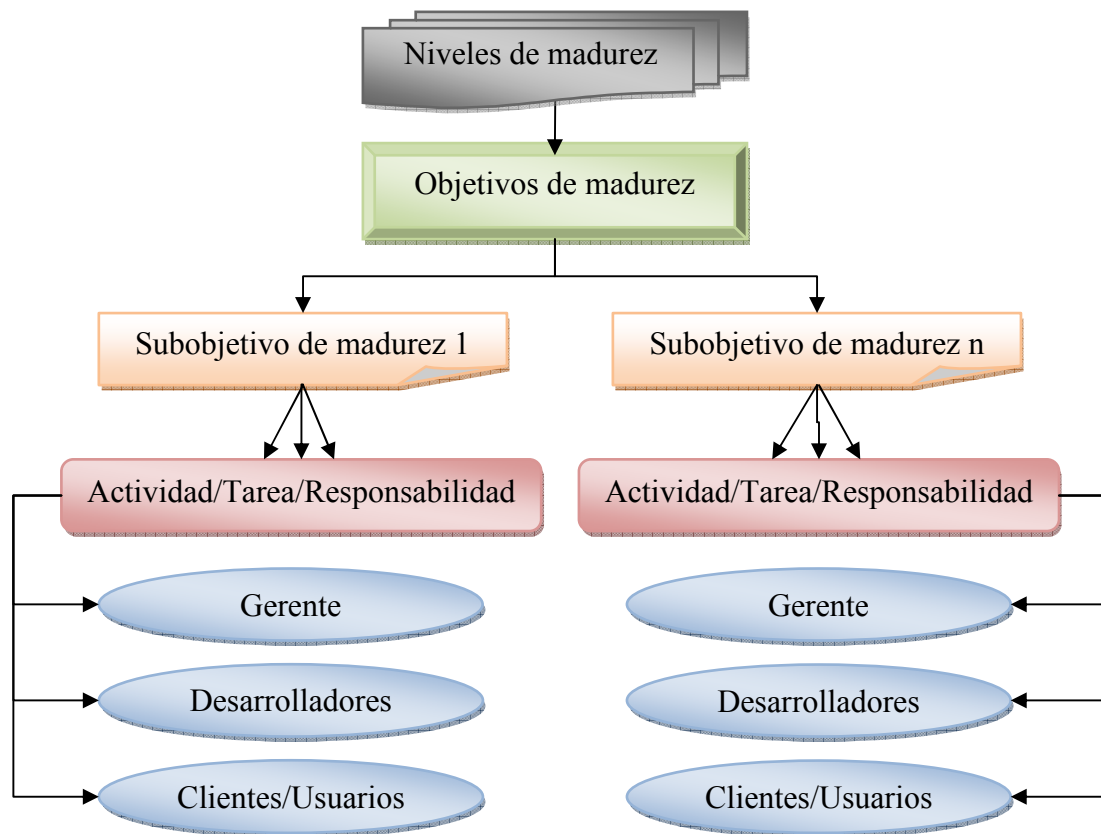 Niveles de madurez
Objetivos de madurez
Subobjetivo de madurez 1
Subobjetivo de madurez n
Actividad/Tarea/Responsabilidad
Actividad/Tarea/Responsabilidad
Gerente
Gerente
Desarrolladores
Desarrolladores
Clientes/Usuarios
Clientes/Usuarios